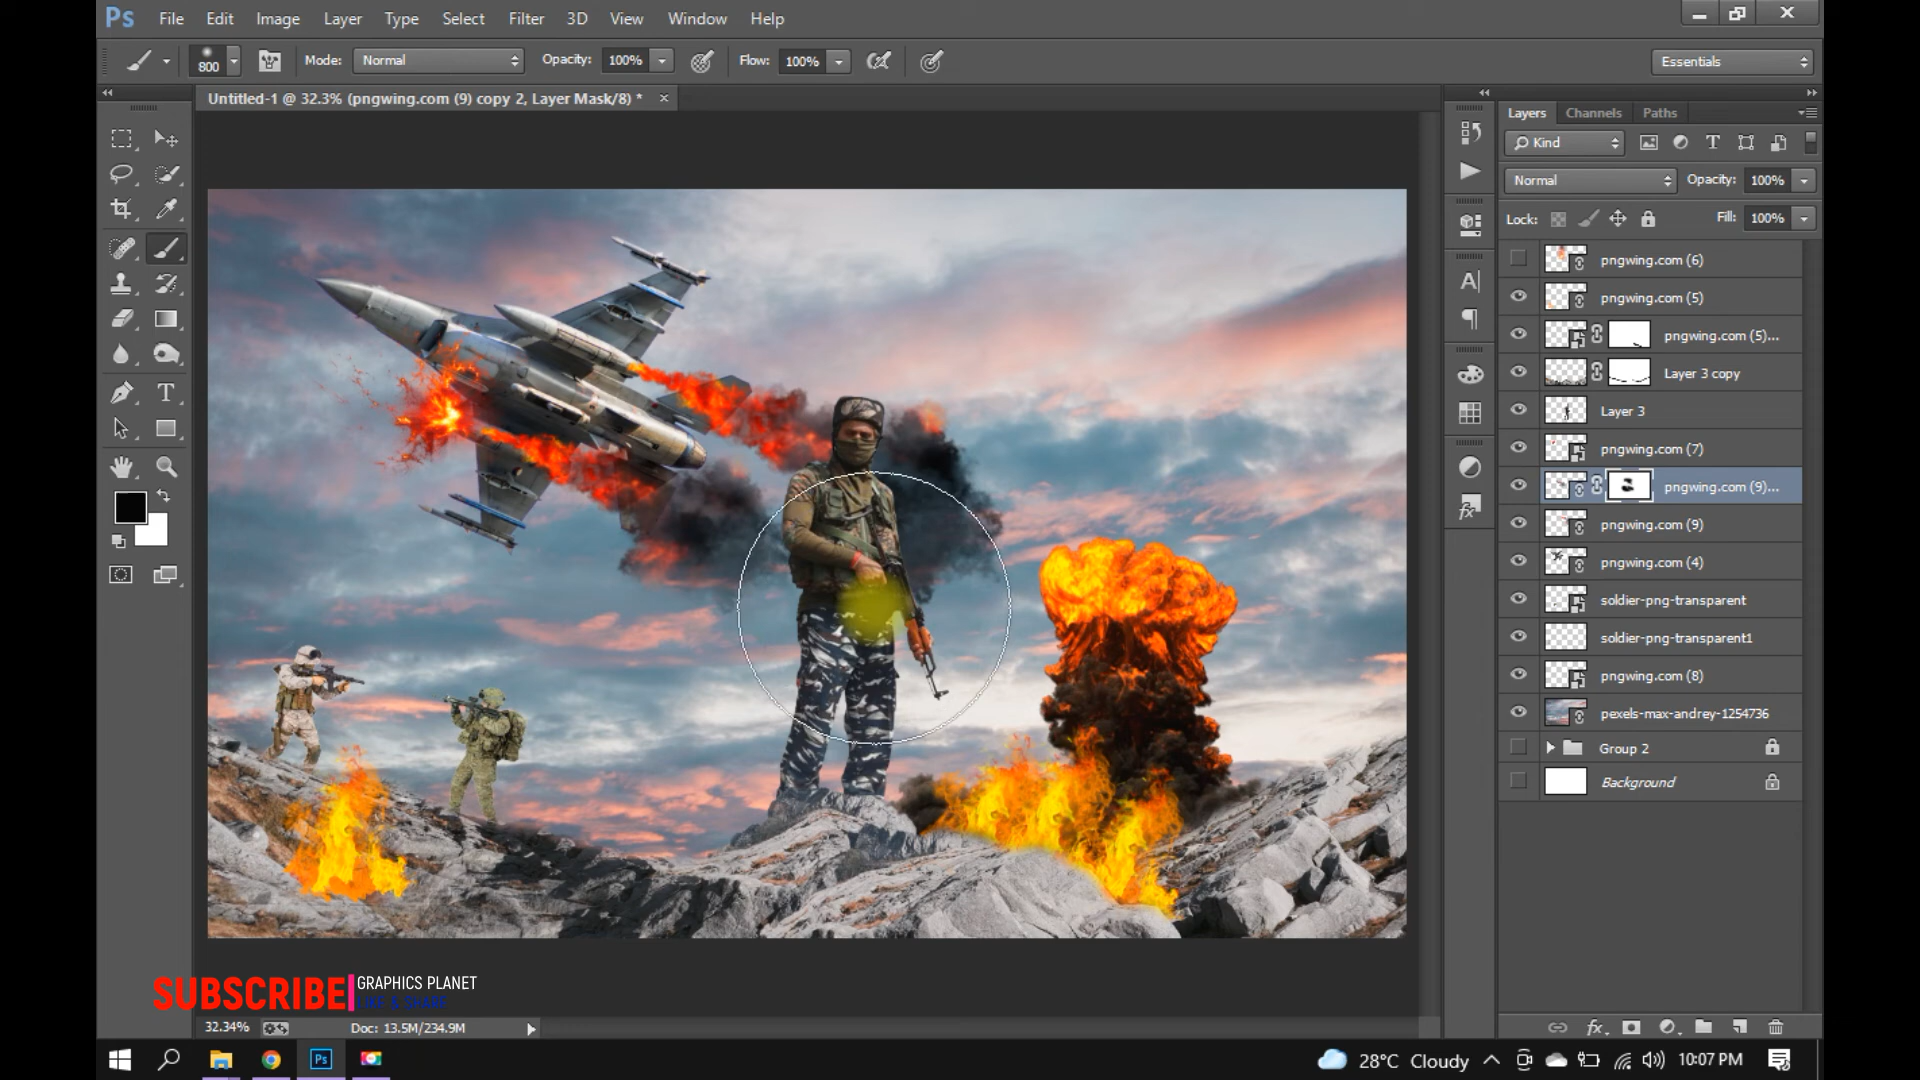 Ps File Edit Image Layer Type Select Filter 3D View Window Help
800 Mode: Normal Opacity: 100% Flow: 100% Essentials
Untitled-1 @ 32.3% (pngwing.com (9) copy 2, Layer Mask/8) *
Layers Channels Paths
Kind
Normal Opacity: 100%
Lock: Fill: 100%
pngwing.com (6)
pngwing.com (5)
pngwing.com (5)...
Layer 3 copy
Layer 3
pngwing.com (7)
pngwing.com (9)...
pngwing.com (9)
pngwing.com (4)
soldier-png-transparent
soldier-png-transparent1
pngwing.com (8)
pexels-max-andrey-1254736
Group 2
Background
SUBSCRIBE
GRAPHICS PLANET
LIKE & SHARE
32.34% Doc: 13.5M/234.9M
Ps 28°C Cloudy 10:07 PM